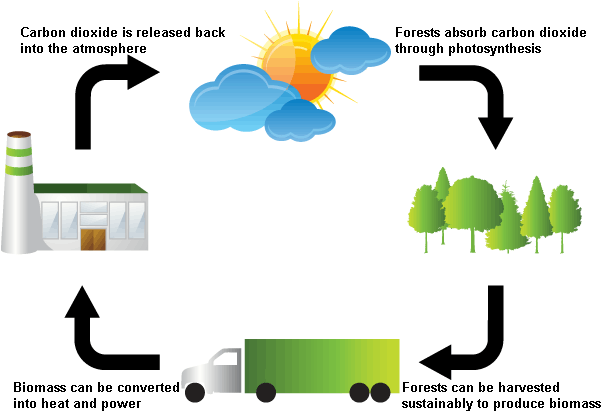 Carbon dioxide is released back
into the atmosphere
Forests absorb carbon dioxide
through photosynthesis
Forests can be harvested
sustainably to produce biomass
Biomass can be converted
into heat and power